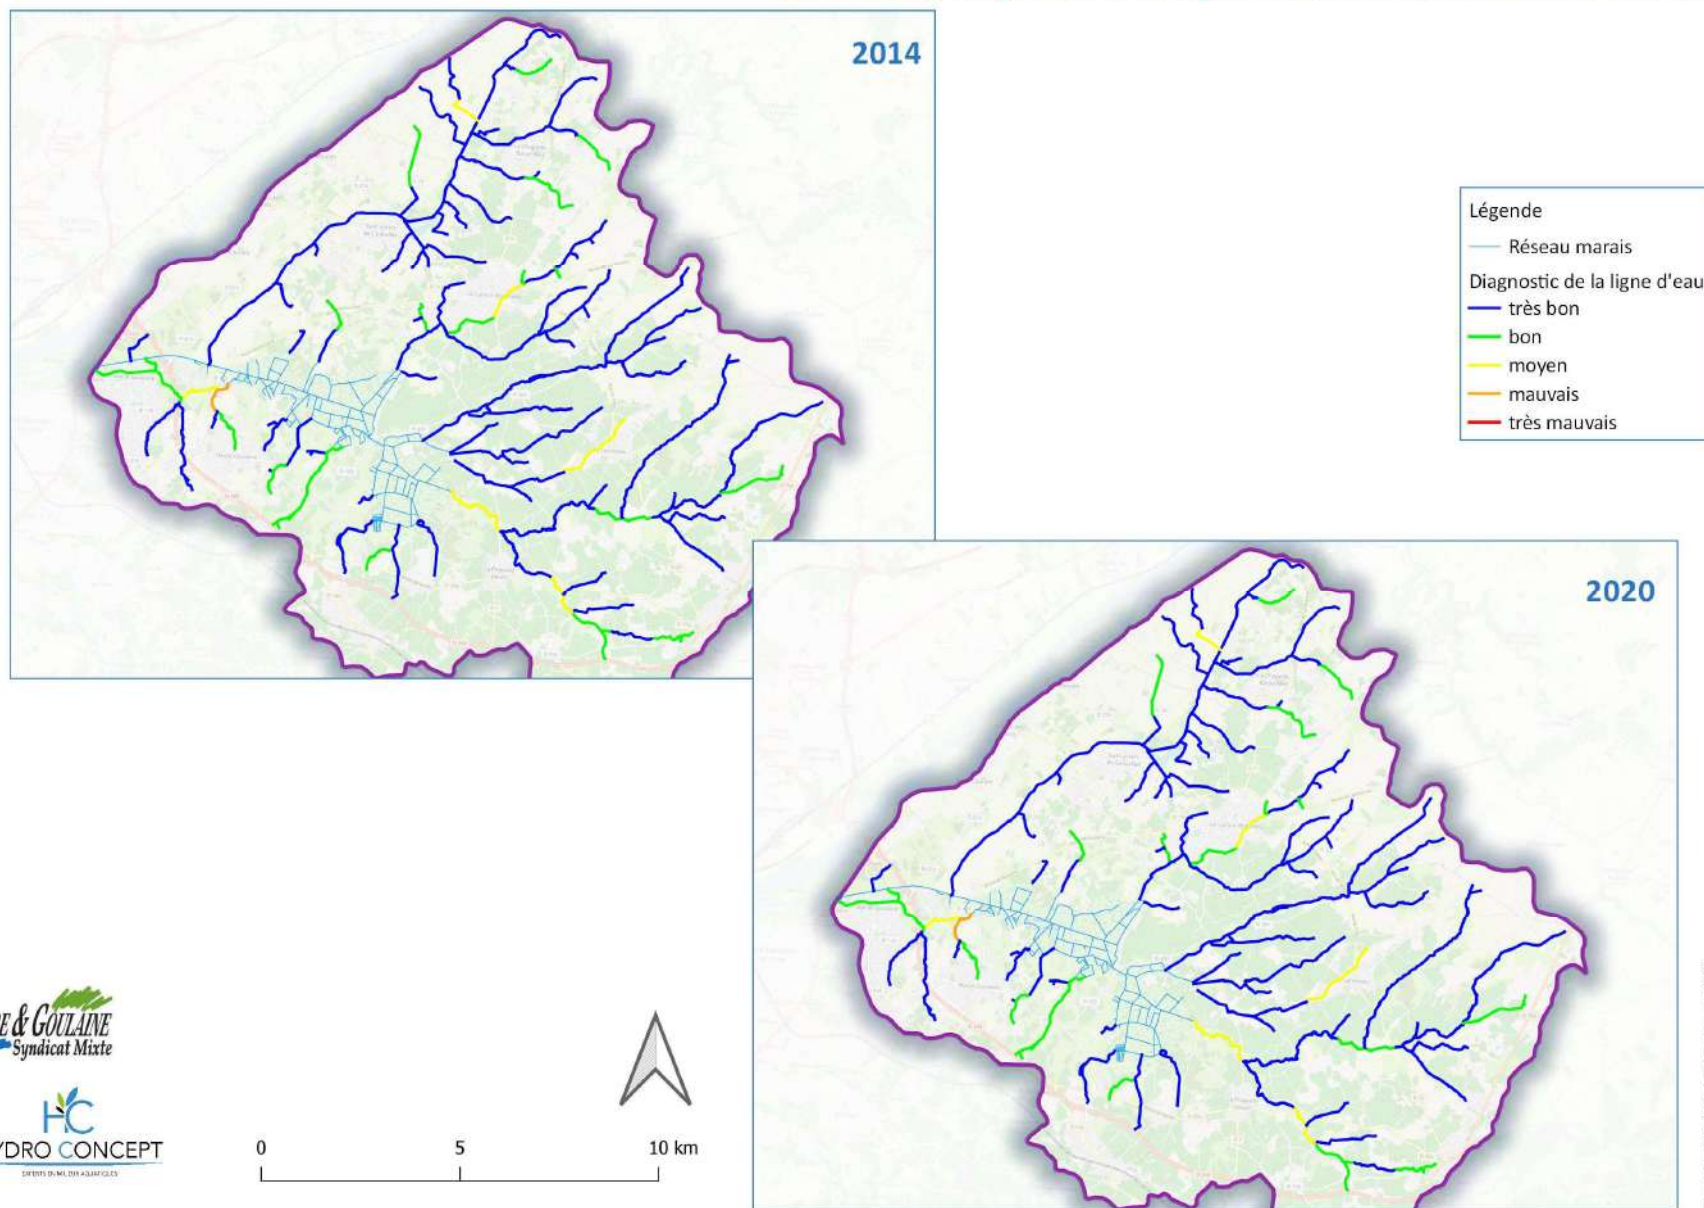 2014
Légende
Réseau marais
Diagnostic de la ligne d'eau
très bon
bon
moyen
mauvais
très mauvais
2020
E & GOULAINE
Syndicat Mixte
HC
YDRO CONCEPT
0 5 10 km